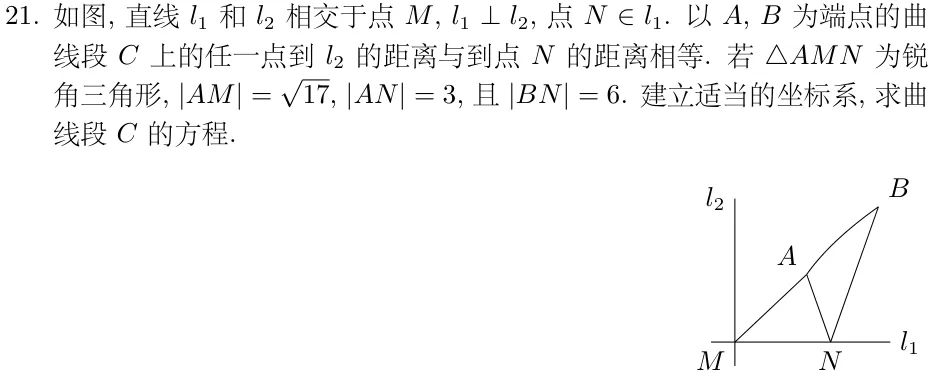 21. 如图, 直线 l₁ 和 l₂ 相交于点 M, l₁ ⊥ l₂, 点 N ∈ l₁. 以 A, B 为端点的曲
线段 C 上的任一点到 l₂ 的距离与到点 N 的距离相等. 若 △AMN 为锐
角三角形, |AM| = √17, |AN| = 3, 且 |BN| = 6. 建立适当的坐标系, 求曲
线段 C 的方程.
l₂
B
A
l₁
M
N